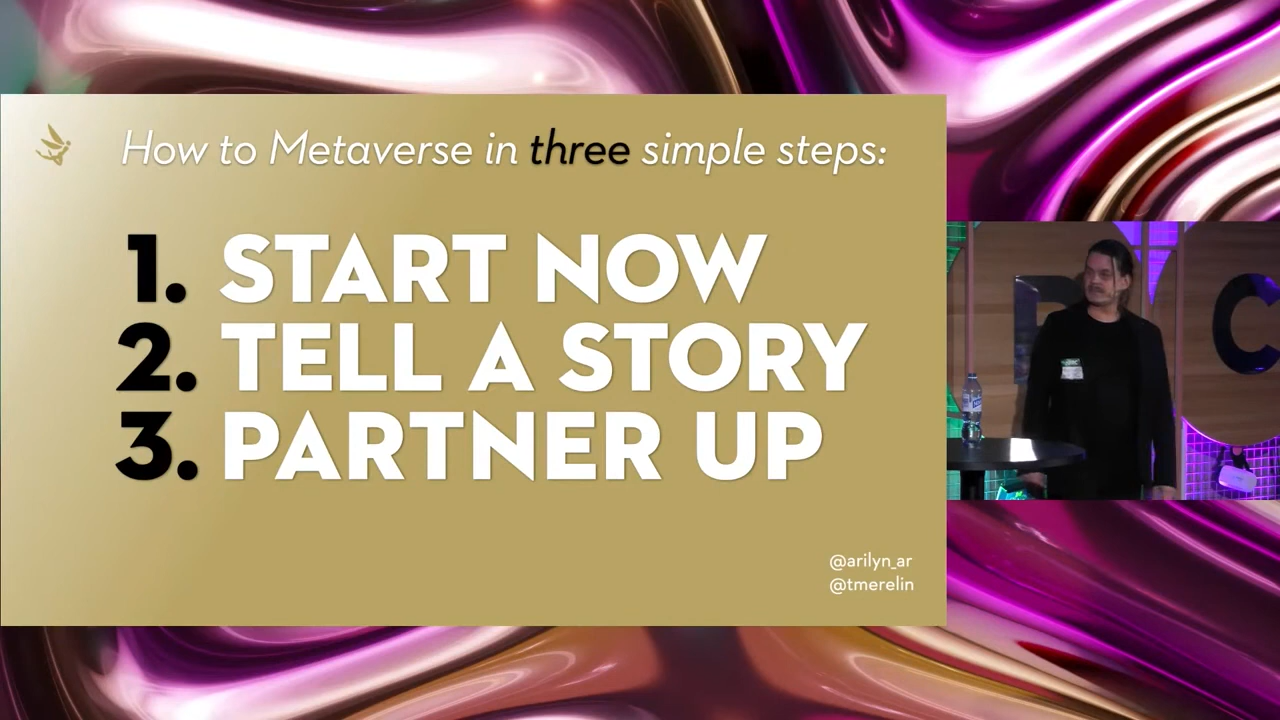 How to Metaverse in three simple steps:
1. START NOW
2. TELL A STORY
3. PARTNER UP
@arilyn_ar
@tmerelin